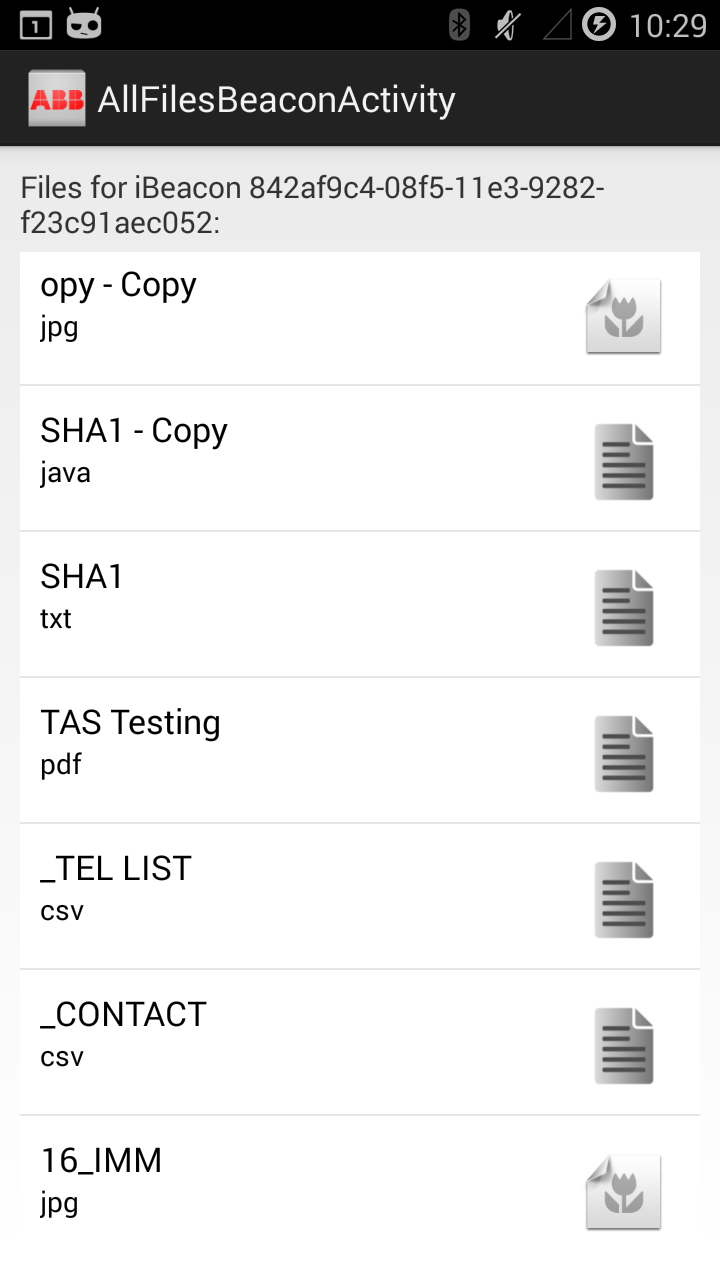 1
10:29
ABB AllFilesBeaconActivity
Files for iBeacon 842af9c4-08f5-11e3-9282-
f23c91aec052:
opy - Copy
jpg
SHA1 - Copy
java
SHA1
txt
TAS Testing
pdf
_TEL LIST
csv
_CONTACT
csv
16_IMM
jpg